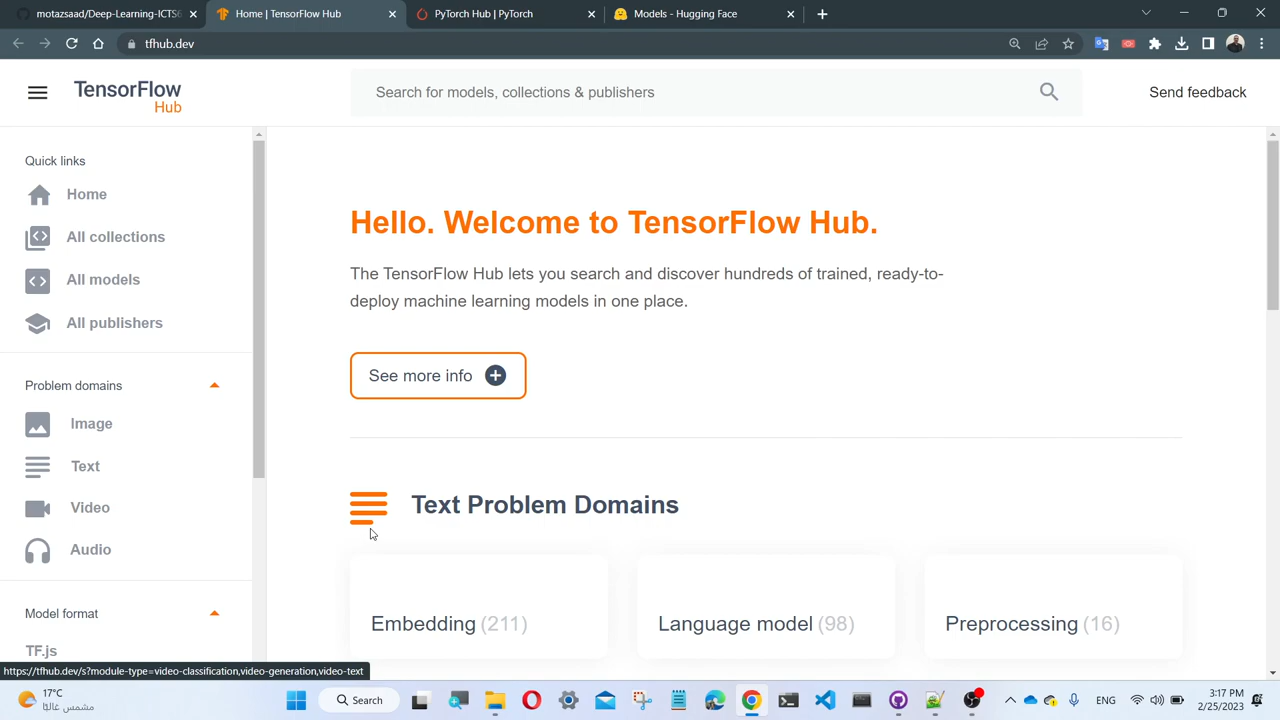 motazsaad/Deep-Learning-ICTS6
Home | TensorFlow Hub
PyTorch Hub | PyTorch
Models - Hugging Face
tfhub.dev
TensorFlow
Hub
Search for models, collections & publishers
Send feedback
Quick links
Home
All collections
All models
All publishers
Problem domains
Image
Text
Video
Audio
Model format
TF.js
Hello. Welcome to TensorFlow Hub.
The TensorFlow Hub lets you search and discover hundreds of trained, ready-to-
deploy machine learning models in one place.
See more info
Text Problem Domains
Embedding (211)
Language model (98)
Preprocessing (16)
https://tfhub.dev/s?module-type=video-classification,video-generation,video-text
17°C
مشمس غالبًا
Search
ENG
3:17 PM
2/25/2023